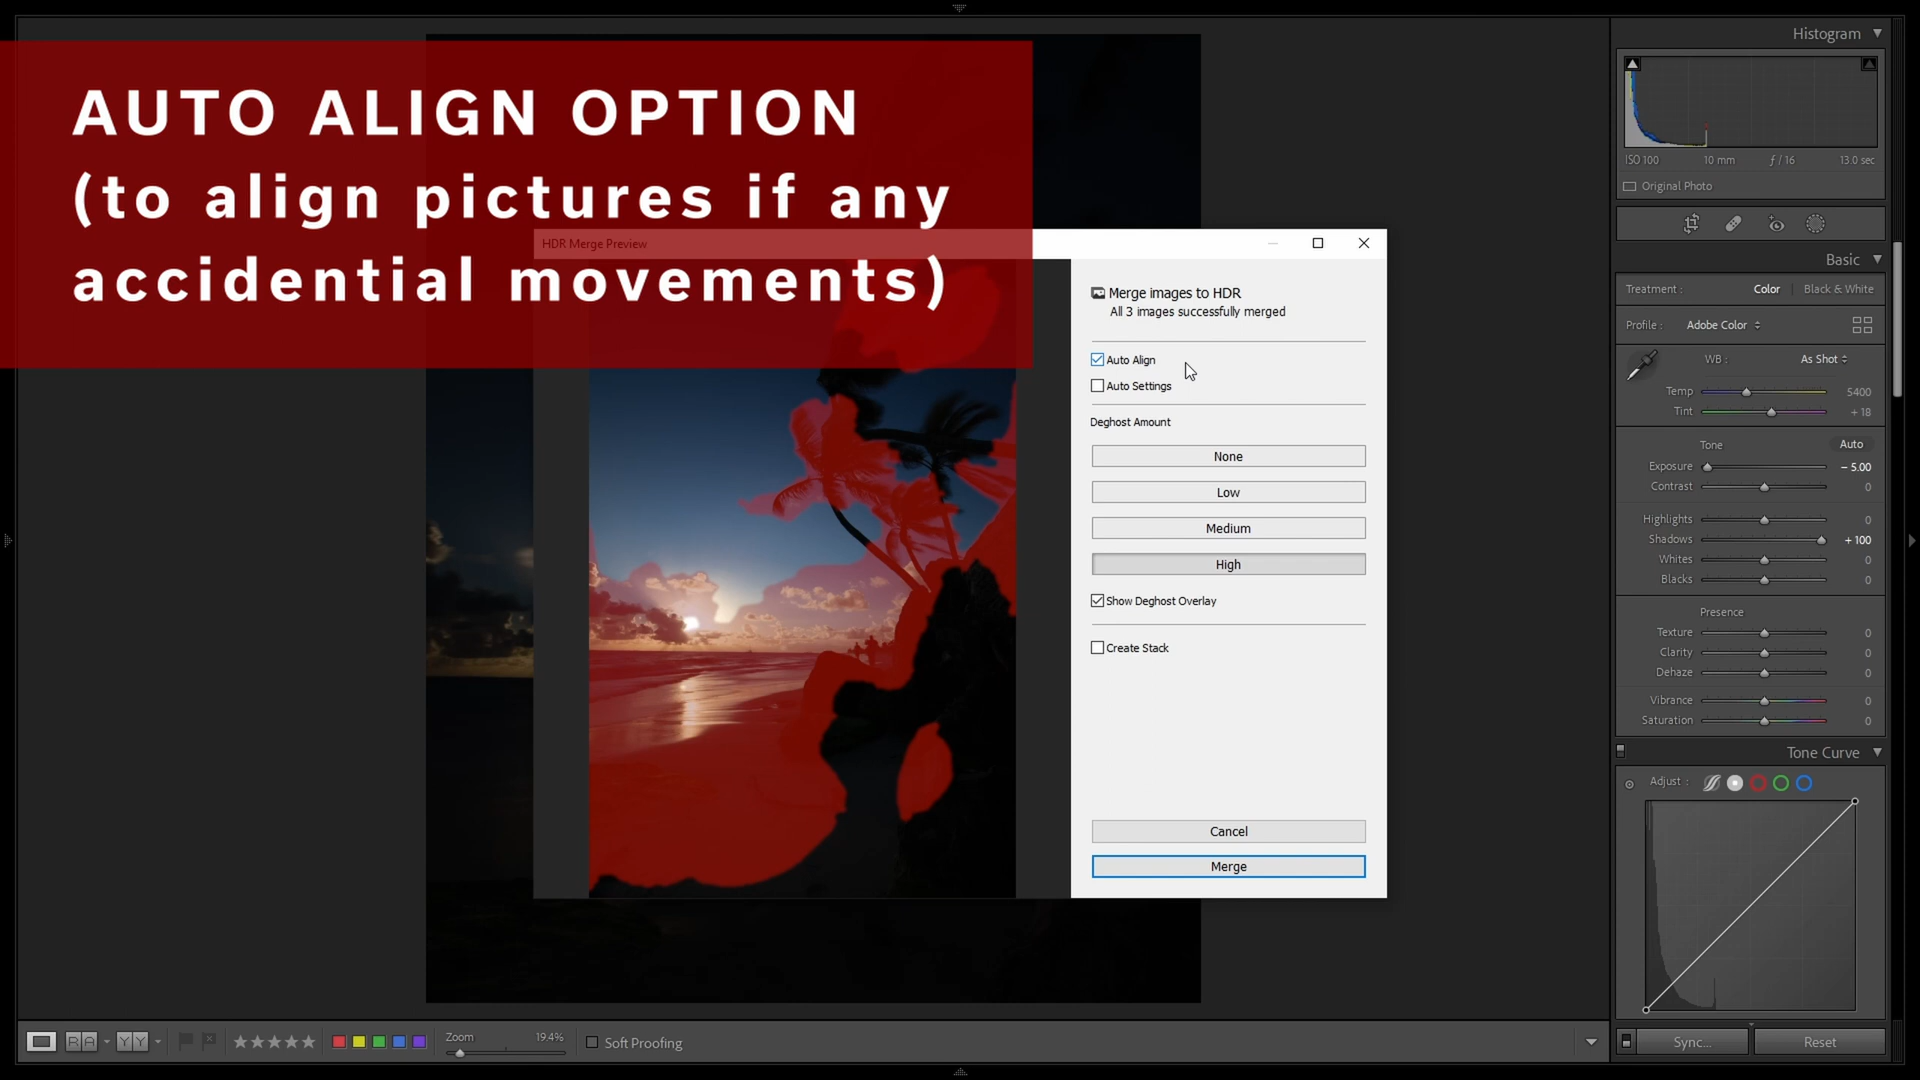 AUTO ALIGN OPTION
(to align pictures if any
accidential movements)
HDR Merge Preview
Merge images to HDR
All 3 images successfully merged
Auto Align
Auto Settings
Deghost Amount
None
Low
Medium
High
Show Deghost Overlay
Create Stack
Cancel
Merge
Histogram
ISO 100 10 mm ƒ / 16 13.0 sec
Original Photo
Basic
Treatment : Color Black & White
Profile : Adobe Color
WB : As Shot
Temp 5400
Tint + 18
Tone Auto
Exposure – 5.00
Contrast 0
Highlights 0
Shadows + 100
Whites 0
Blacks 0
Presence
Texture 0
Clarity 0
Dehaze 0
Vibrance 0
Saturation 0
Tone Curve
Adjust :
Sync... Reset
R A Y Y Zoom 19.4% Soft Proofing